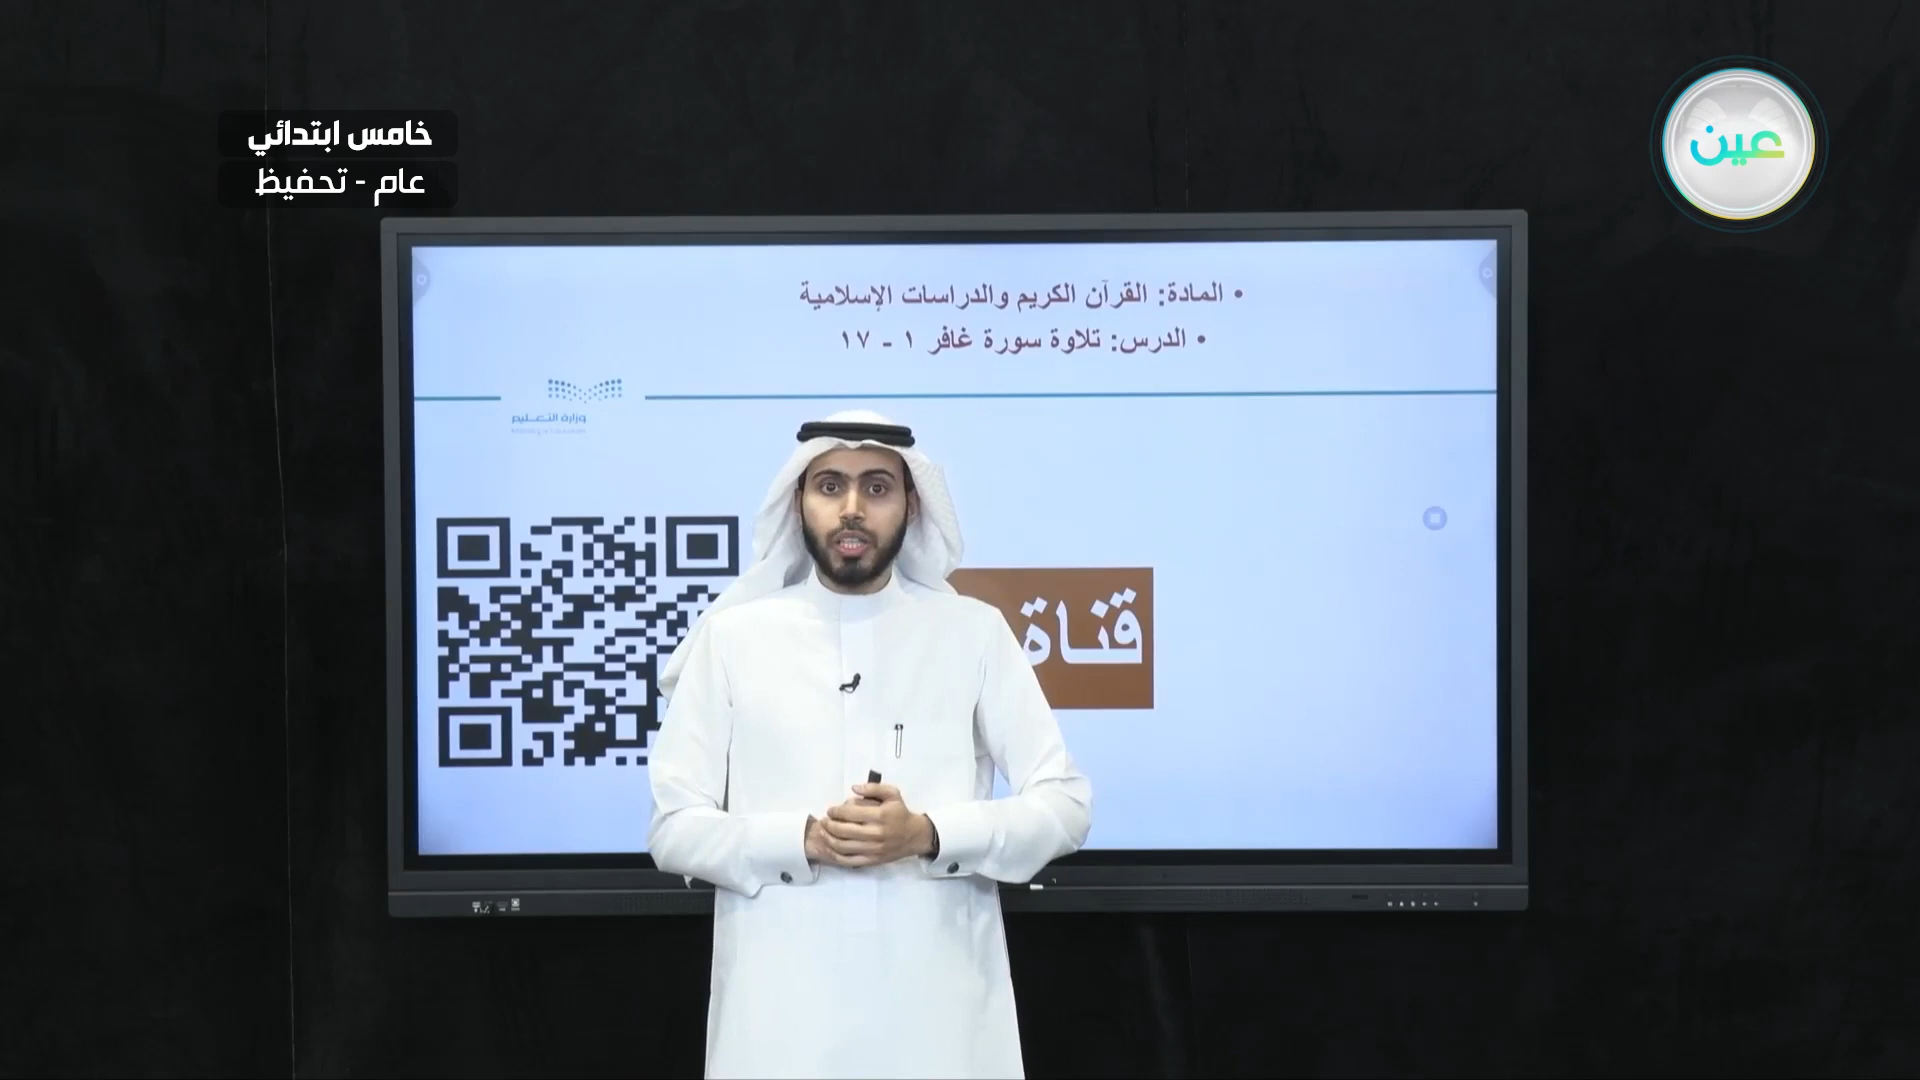 خامس ابتدائي
عام - تحفيظ
عين
• المادة: القرآن الكريم والدراسات الإسلامية
• الدرس: تلاوة سورة غافر ١ - ١٧
وزارة التعليم
قناة